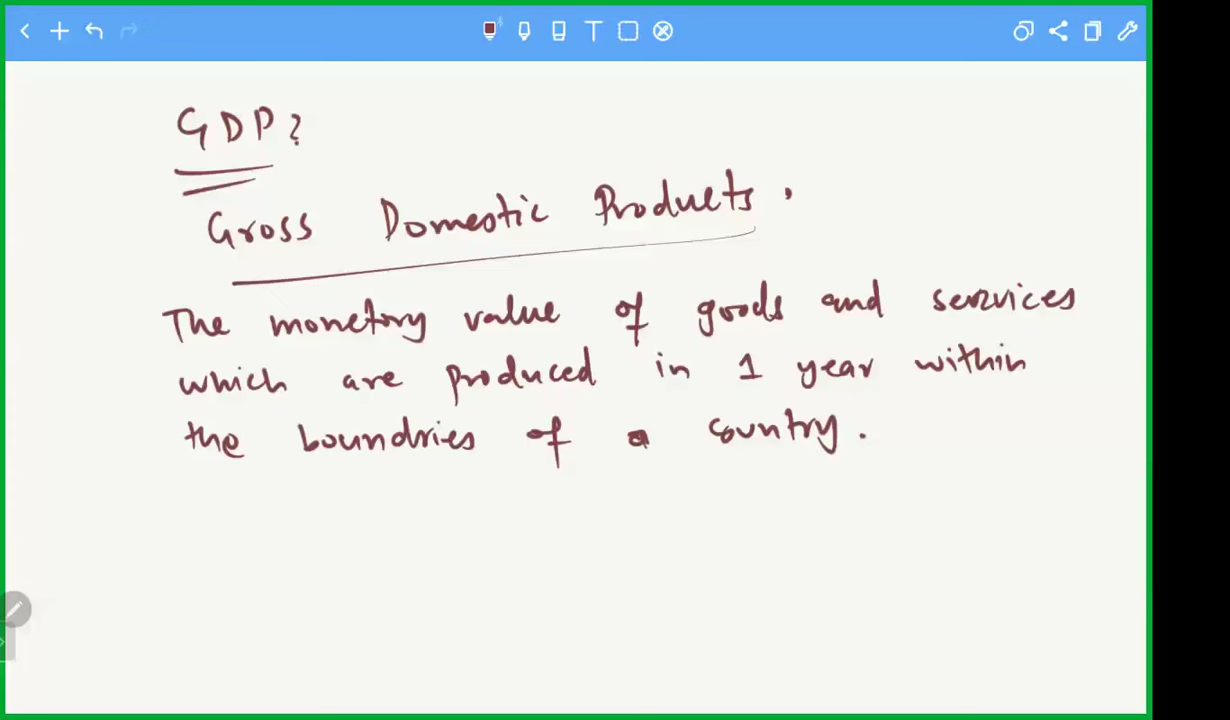 GDP?
Gross Domestic Products.
The monetory value of goods and services
which are produced in 1 year within
the boundries of a country.